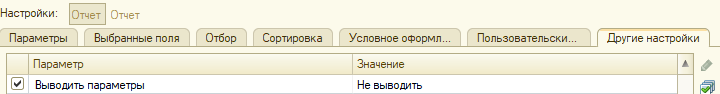 Настройки: Отчет Отчет
Параметры Выбранные поля Отбор Сортировка Условное оформл... Пользовательски... Другие настройки
Параметр Значение
Выводить параметры Не выводить